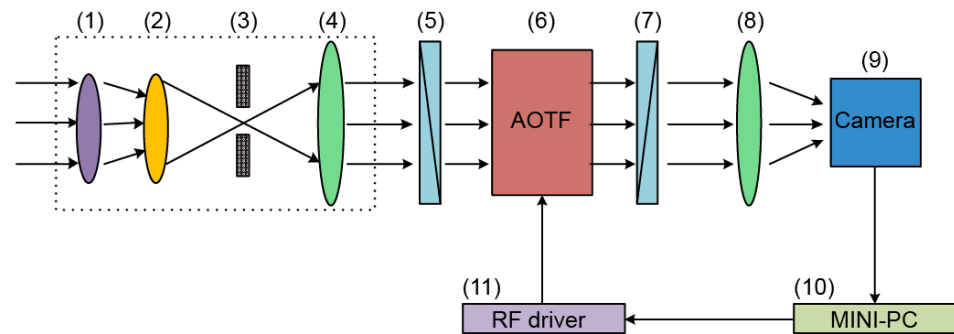 (1) (2) (3) (4) (5) (6) (7) (8)
(9)
AOTF
Camera
(11)
(10)
RF driver
MINI-PC